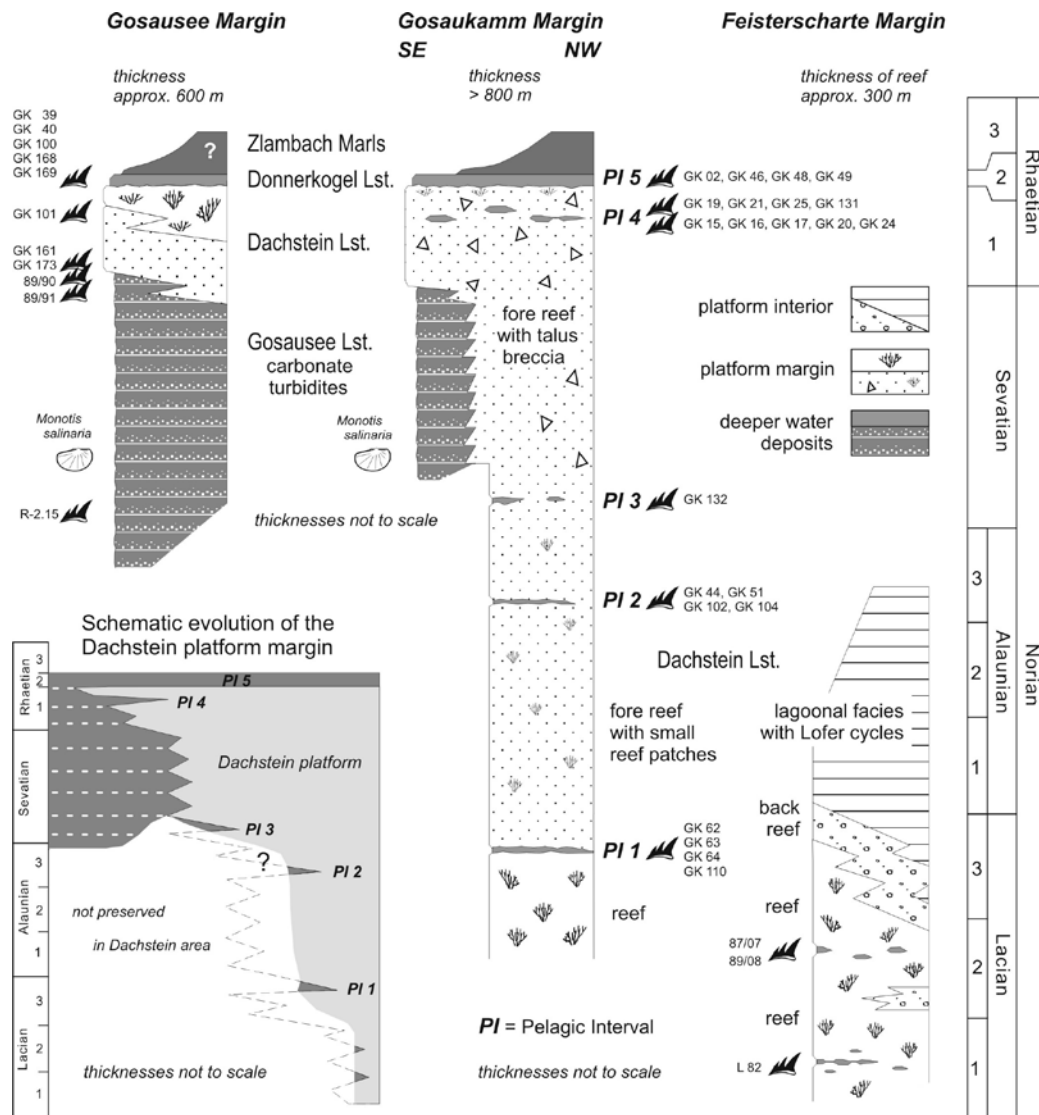 Gosausee Margin
Gosaukamm Margin
SE NW
Feisterscharte Margin
thickness
approx. 600 m
thickness
> 800 m
thickness of reef
approx. 300 m
GK 39
GK 40
GK 100
GK 168
GK 169
GK 101
GK 161
GK 173
89/90
89/91
Monotis
salinaria
R-2.15
?
Zlambach Marls
Donnerkogel Lst.
Dachstein Lst.
Gosausee Lst.
carbonate
turbidites
Monotis
salinaria
thicknesses not to scale
fore reef
with talus
breccia
PI 5
GK 02, GK 46, GK 48, GK 49
PI 4
GK 19, GK 21, GK 25, GK 131
GK 15, GK 16, GK 17, GK 20, GK 24
PI 3
GK 132
PI 2
GK 44, GK 51
GK 102, GK 104
Dachstein Lst.
fore reef
with small
reef patches
PI 1
GK 62
GK 63
GK 64
GK 110
reef
PI = Pelagic Interval
thicknesses not to scale
platform interior
platform margin
deeper water
deposits
lagoonal facies
with Lofer cycles
back
reef
reef
87/07
89/08
reef
L 82
3
2
1
Rhaetian
Sevatian
3
2
1
Alaunian
Norian
3
2
1
Lacian
Schematic evolution of the
Dachstein platform margin
Rhaetian
3
2
1
Sevatian
Alaunian
3
2
1
Lacian
3
2
1
PI 5
PI 4
Dachstein platform
PI 3
?
PI 2
not preserved
in Dachstein area
PI 1
thicknesses not to scale